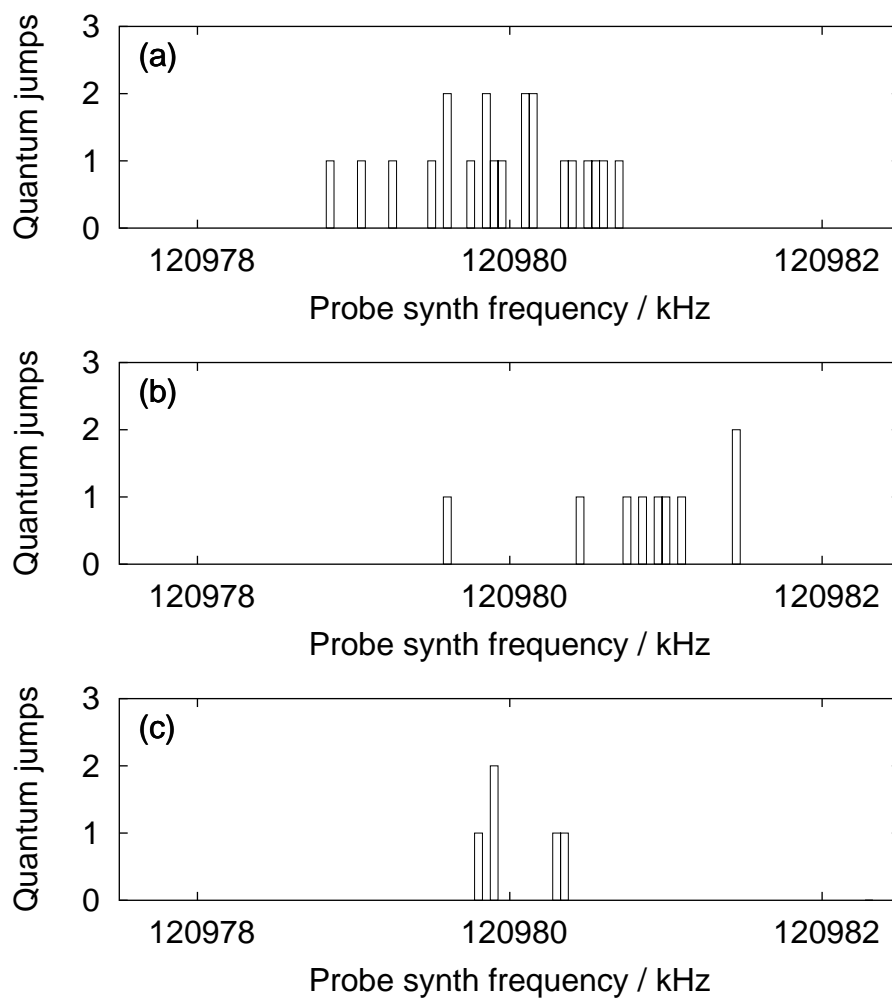 (a)
Quantum jumps
3
2
1
0
120978 120980 120982
Probe synth frequency / kHz
(b)
Quantum jumps
3
2
1
0
120978 120980 120982
Probe synth frequency / kHz
(c)
Quantum jumps
3
2
1
0
120978 120980 120982
Probe synth frequency / kHz